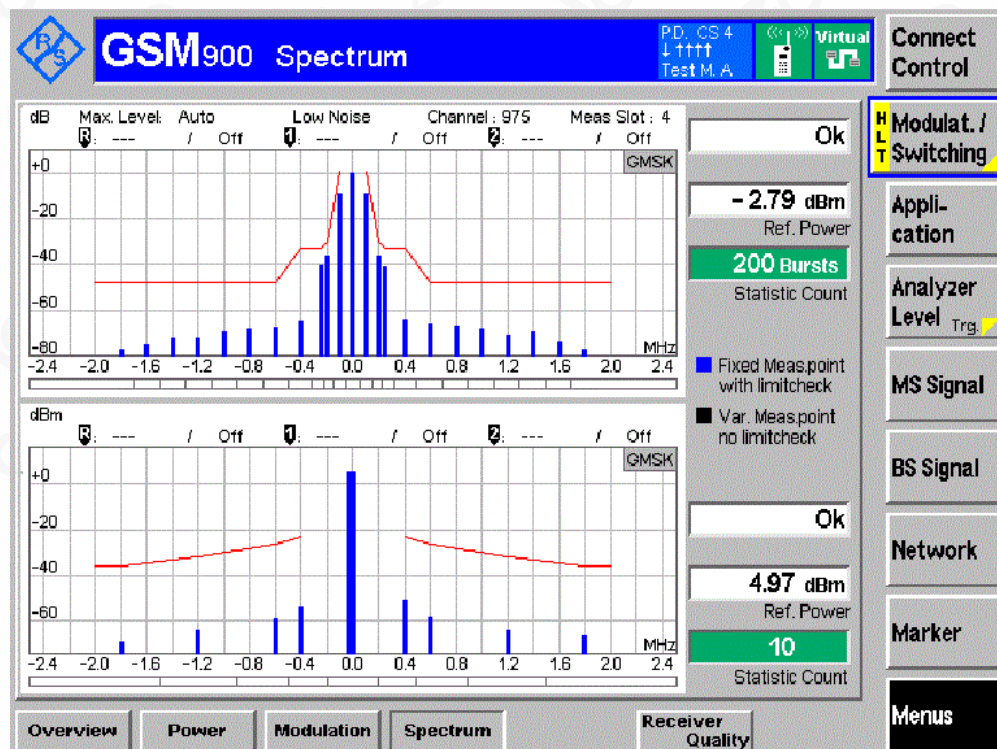 R/S
GSM900 Spectrum
PD. CS 4
↓ ↑↑↑↑
Test M. A
Virtual
Connect
Control
dB Max. Level: Auto Low Noise Channel : 975 Meas Slot : 4
R: --- / Off 1: --- / Off 2: --- / Off
GMSK
+0
-20
-40
-60
-80
MHz
-2.4 -2.0 -1.6 -1.2 -0.8 -0.4 0.0 0.4 0.8 1.2 1.6 2.0 2.4
Ok
-2.79 dBm
Ref. Power
200 Bursts
Statistic Count
Fixed Meas.point
with limitcheck
Var. Meas.point
no limitcheck
dBm
R: --- / Off 1: --- / Off 2: --- / Off
GMSK
+0
-20
-40
-60
MHz
-2.4 -2.0 -1.6 -1.2 -0.8 -0.4 0.0 0.4 0.8 1.2 1.6 2.0 2.4
Ok
4.97 dBm
Ref. Power
10
Statistic Count
HLT
Modulat. /
Switching
Appli-
cation
Analyzer
Level Trg.
MS Signal
BS Signal
Network
Marker
Menus
Overview
Power
Modulation
Spectrum
Receiver
Quality